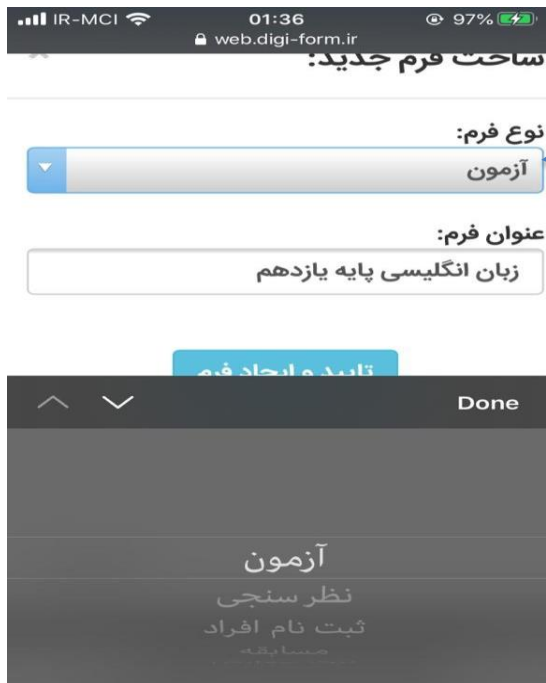 IR-MCI 01:36 97%
web.digi-form.ir
ساخت فرم جدید:
نوع فرم:
آزمون
عنوان فرم:
زبان انگلیسی پایه یازدهم
تایید و ایجاد فرم
Done
آزمون
نظر سنجی
ثبت نام افراد
مسابقه